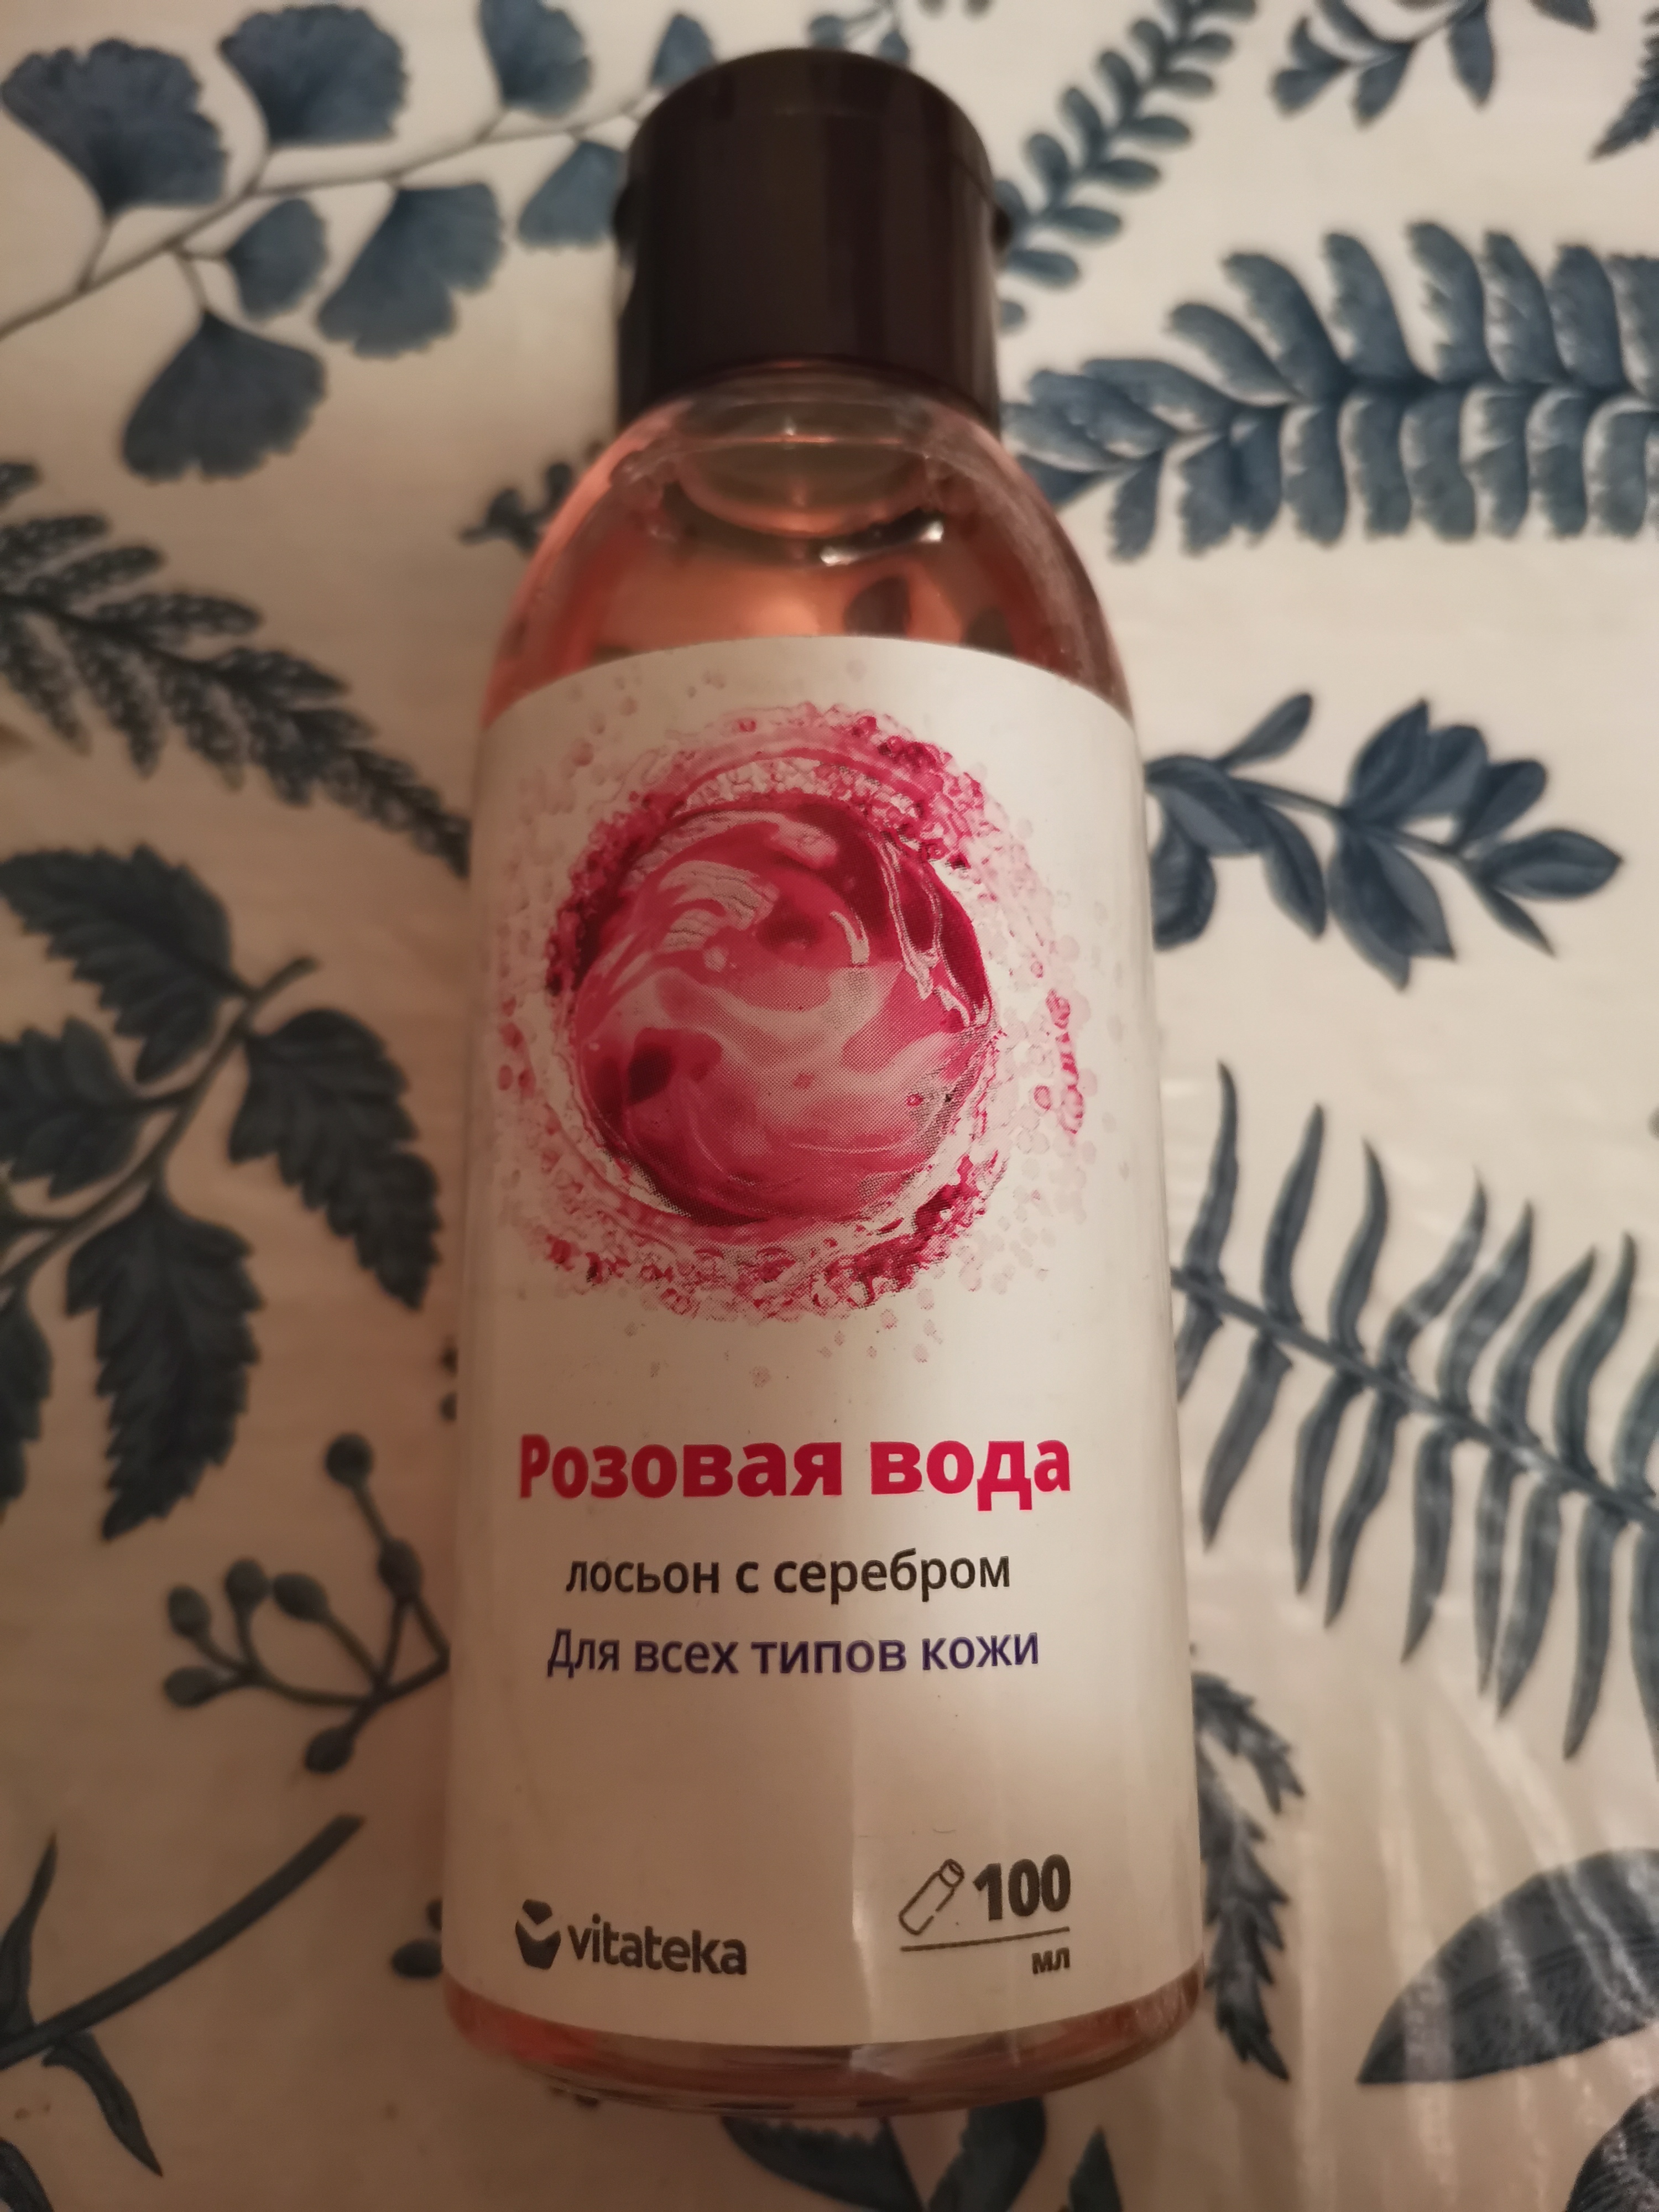 Розовая вода
лосьон с серебром
Для всех типов кожи
vitateka
100
мл